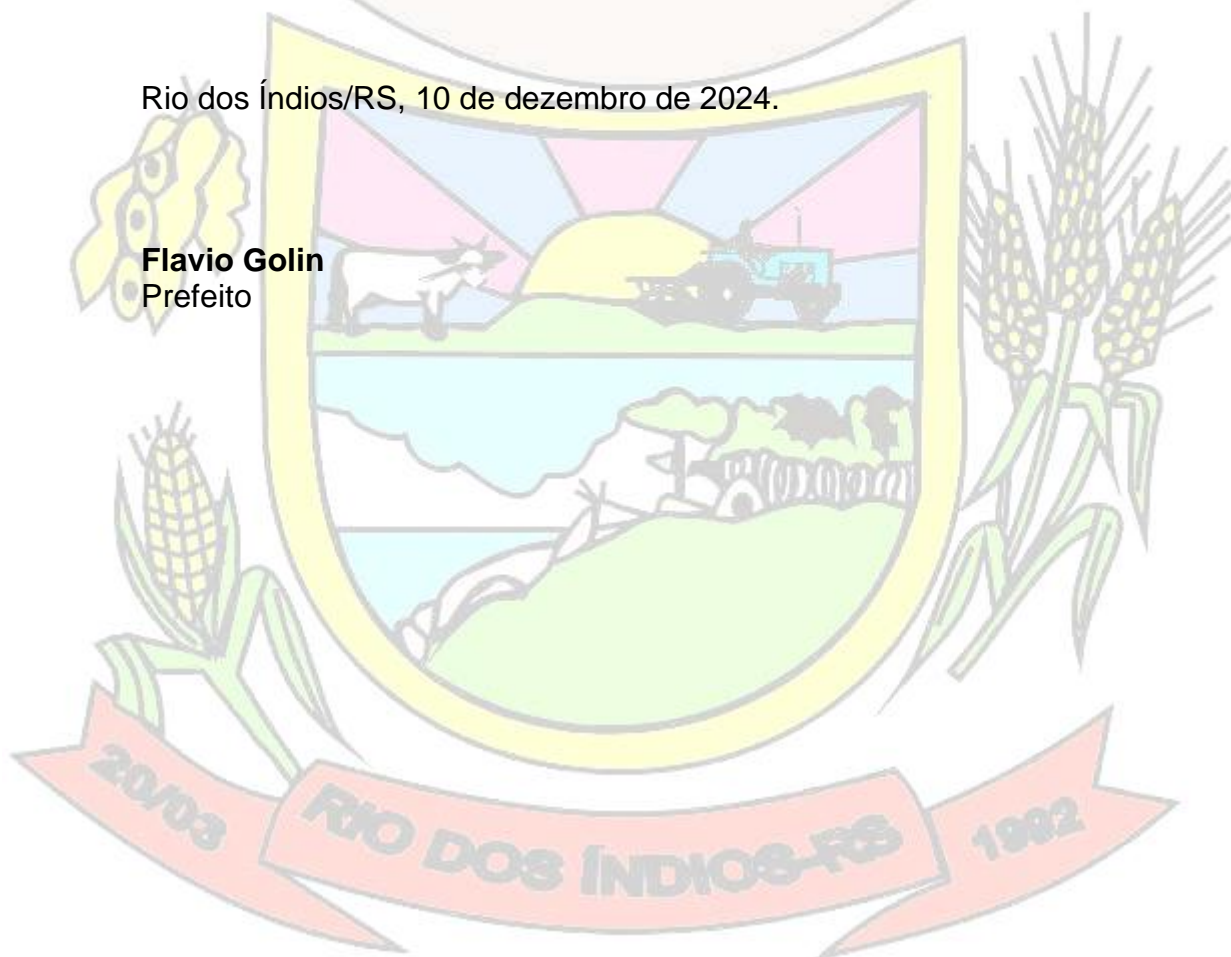 Rio dos Índios/RS, 10 de dezembro de 2024.
Flavio Golin
Prefeito
20/03
RIO DOS ÍNDIOS-RS
1992